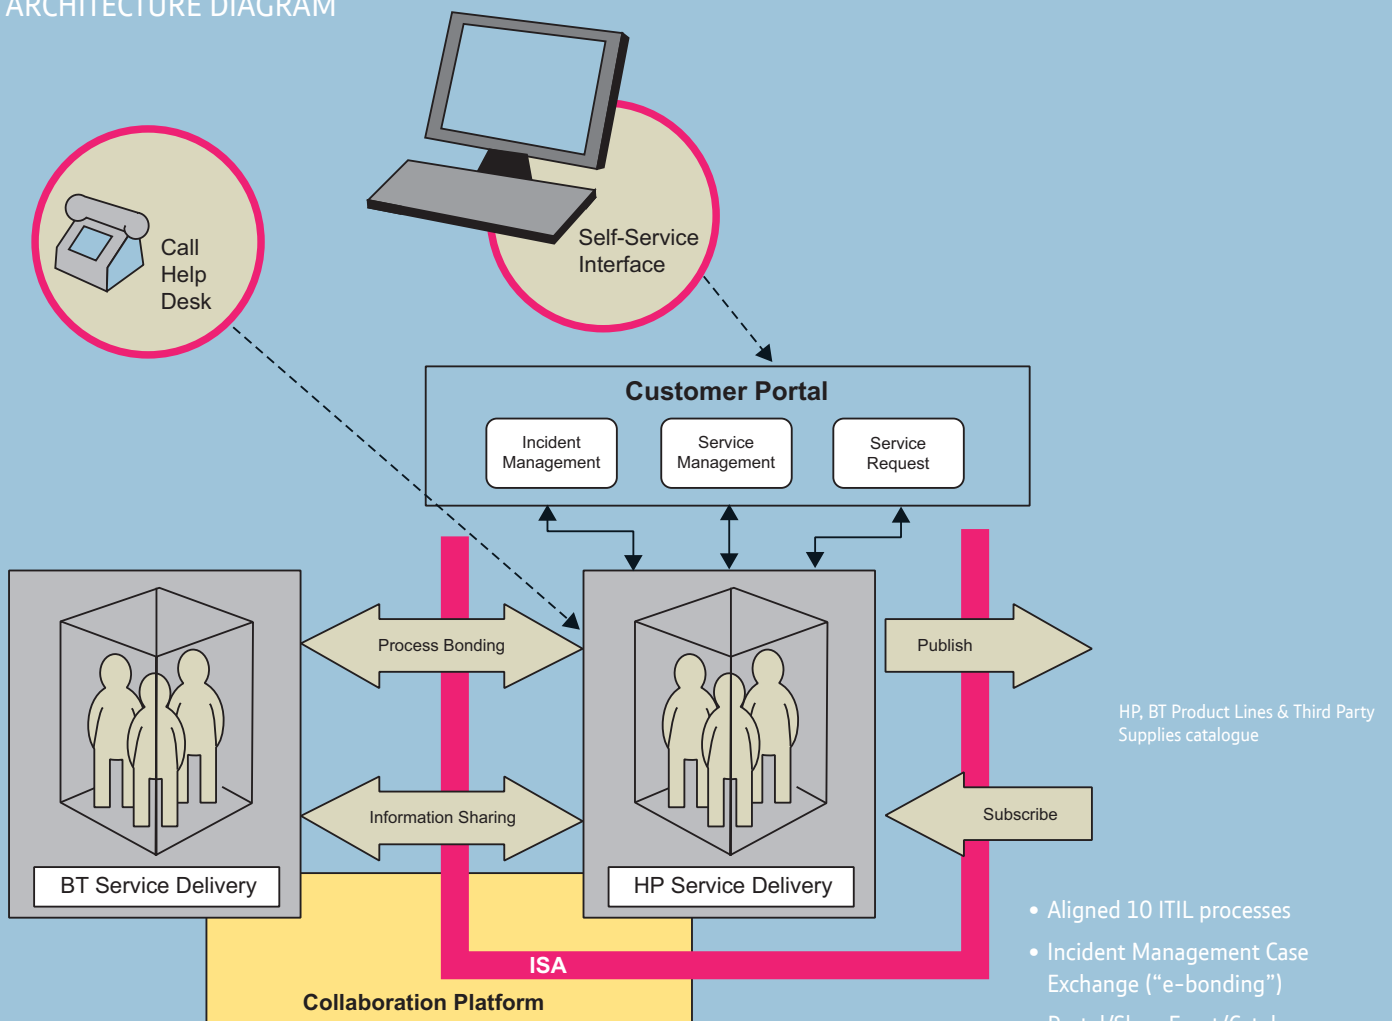 ARCHITECTURE DIAGRAM
Call
Help
Desk
Self-Service
Interface
Customer Portal
Incident
Management
Service
Management
Service
Request
Process Bonding
Publish
HP, BT Product Lines & Third Party
Supplies catalogue
Information Sharing
Subscribe
BT Service Delivery
HP Service Delivery
• Aligned 10 ITIL processes
• Incident Management Case
Exchange (“e-bonding”)
ISA
Collaboration Platform